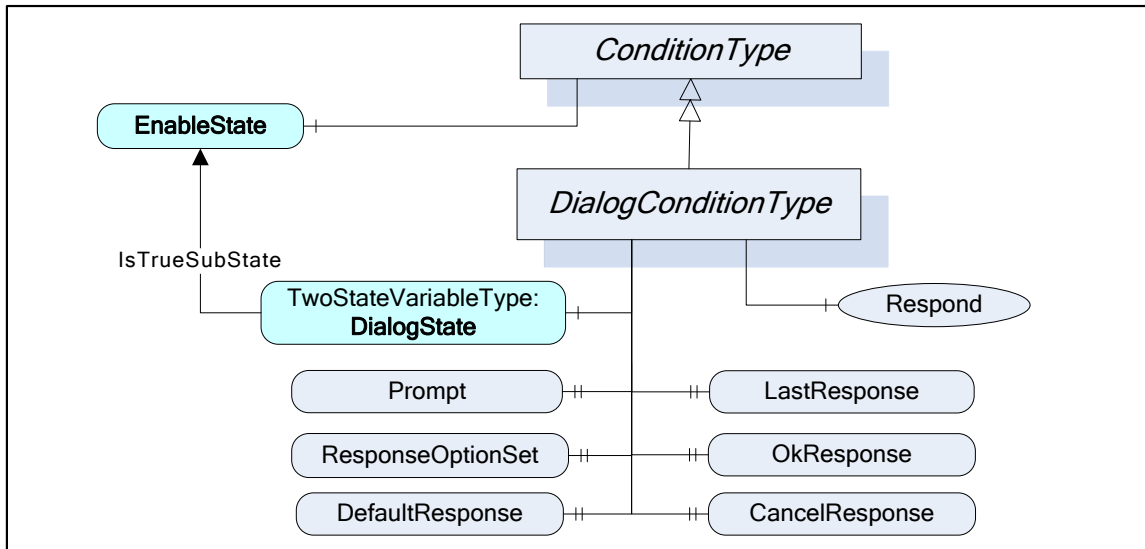 ConditionType
EnableState
DialogConditionType
IsTrueSubState
TwoStateVariableType:
DialogState
Respond
Prompt
LastResponse
ResponseOptionSet
OkResponse
DefaultResponse
CancelResponse